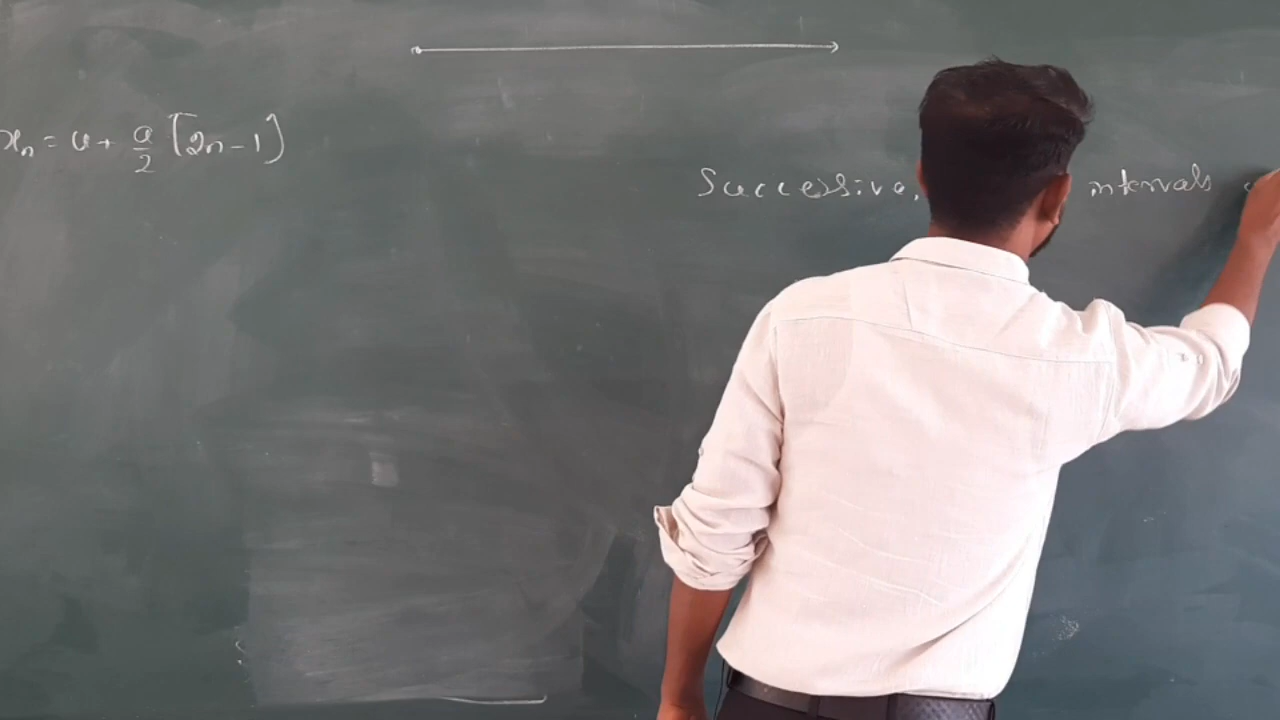 xₙ = u + a/2 [2n-1)
Successive intervals